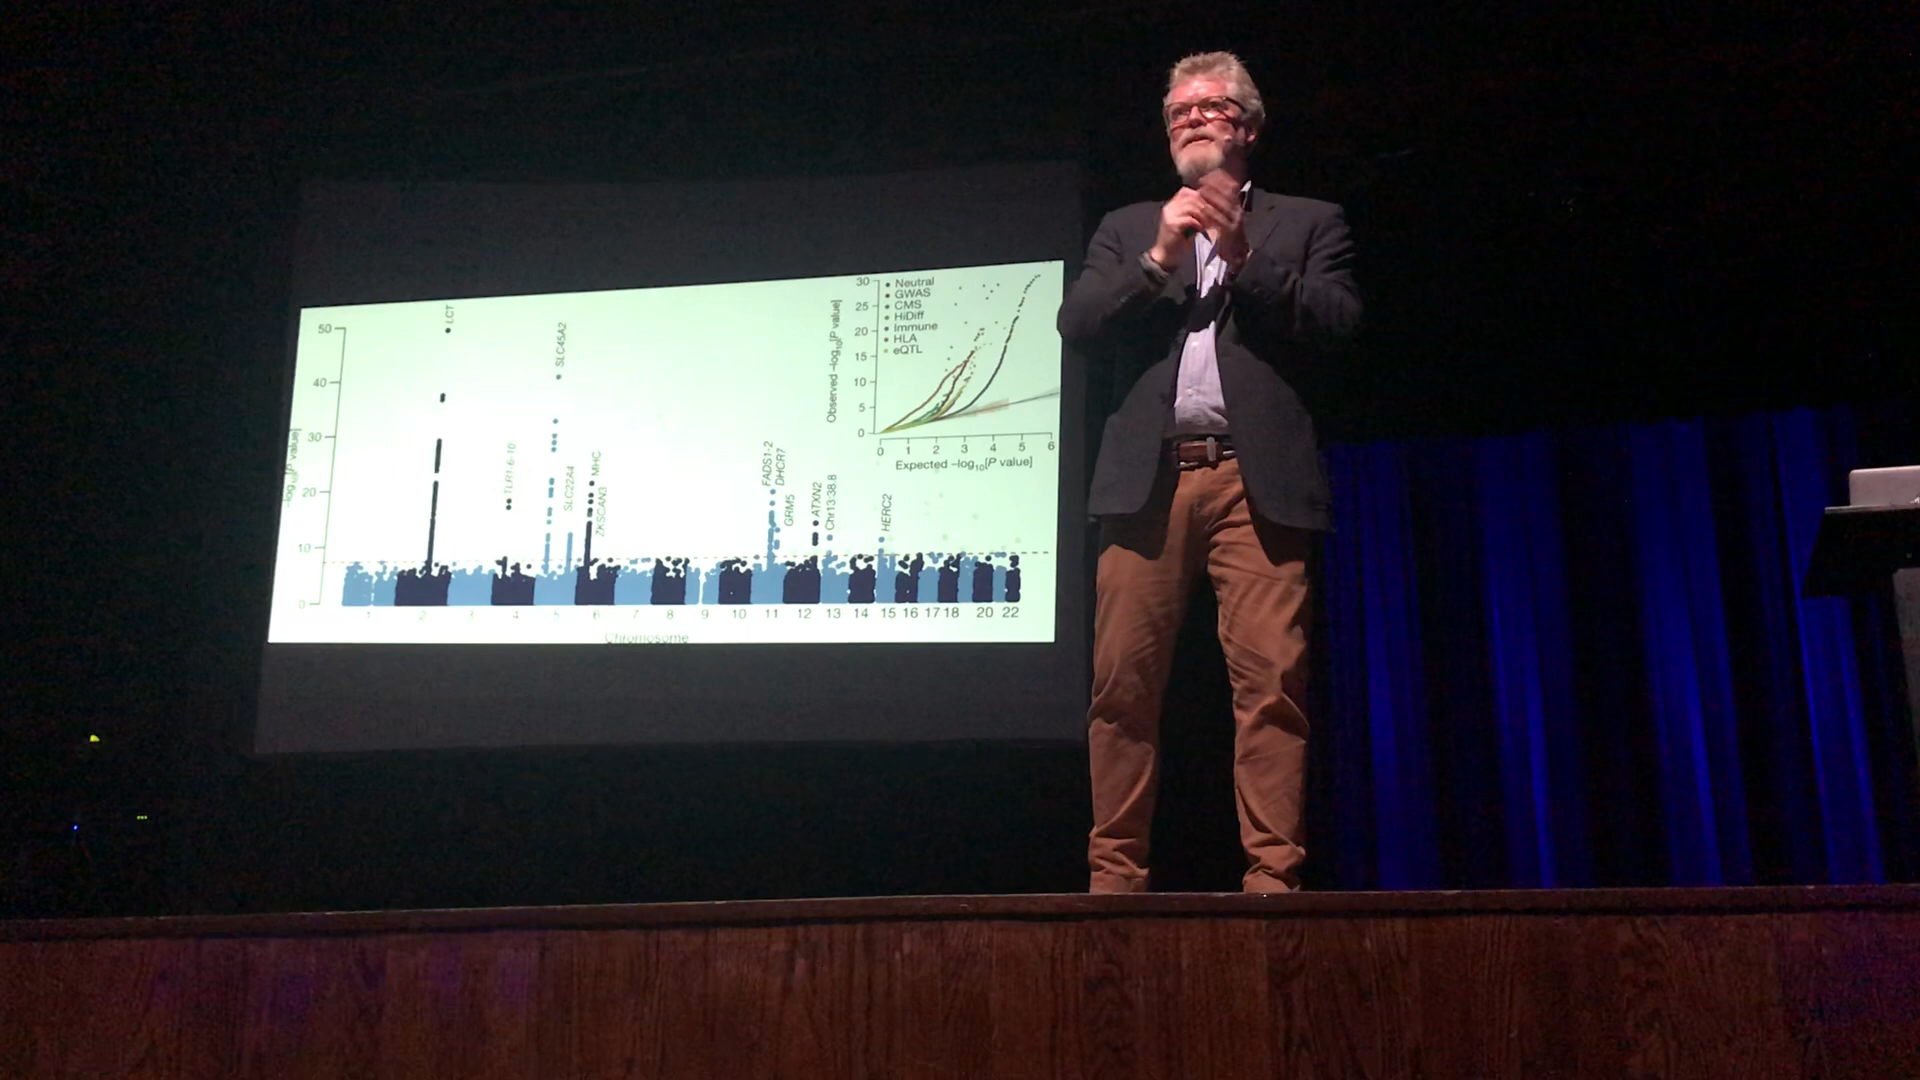 LCT
SLC45A2
TLR1-6-10
SLC22A4
MHC
ZKSCAN3
FADS1-2
DHCR7
GRM5
ATXN2
Chr13:38.8
HERC2
50
40
30
20
10
0
–log10[P value]
1 2 3 4 5 6 7 8 9 10 11 12 13 14 15 16 17 18 20 22
Chromosome
Neutral
GWAS
CMS
HiDiff
Immune
HLA
eQTL
30
25
20
15
10
5
0
Observed –log10[P value]
0 1 2 3 4 5 6
Expected –log10[P value]